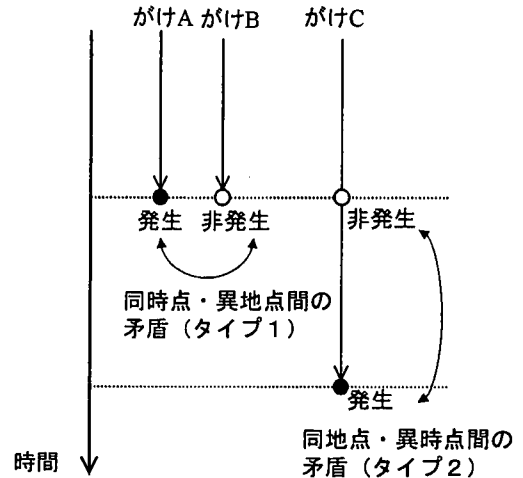 がけA がけB がけC
発生 非発生 非発生
同時点・異地点間の
矛盾（タイプ１）
発生
同地点・異時点間の
矛盾（タイプ２）
時間